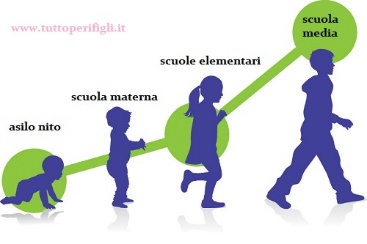 www.tuttoperifigli.it
scuola
media
scuole elementari
scuola materna
asilo nito